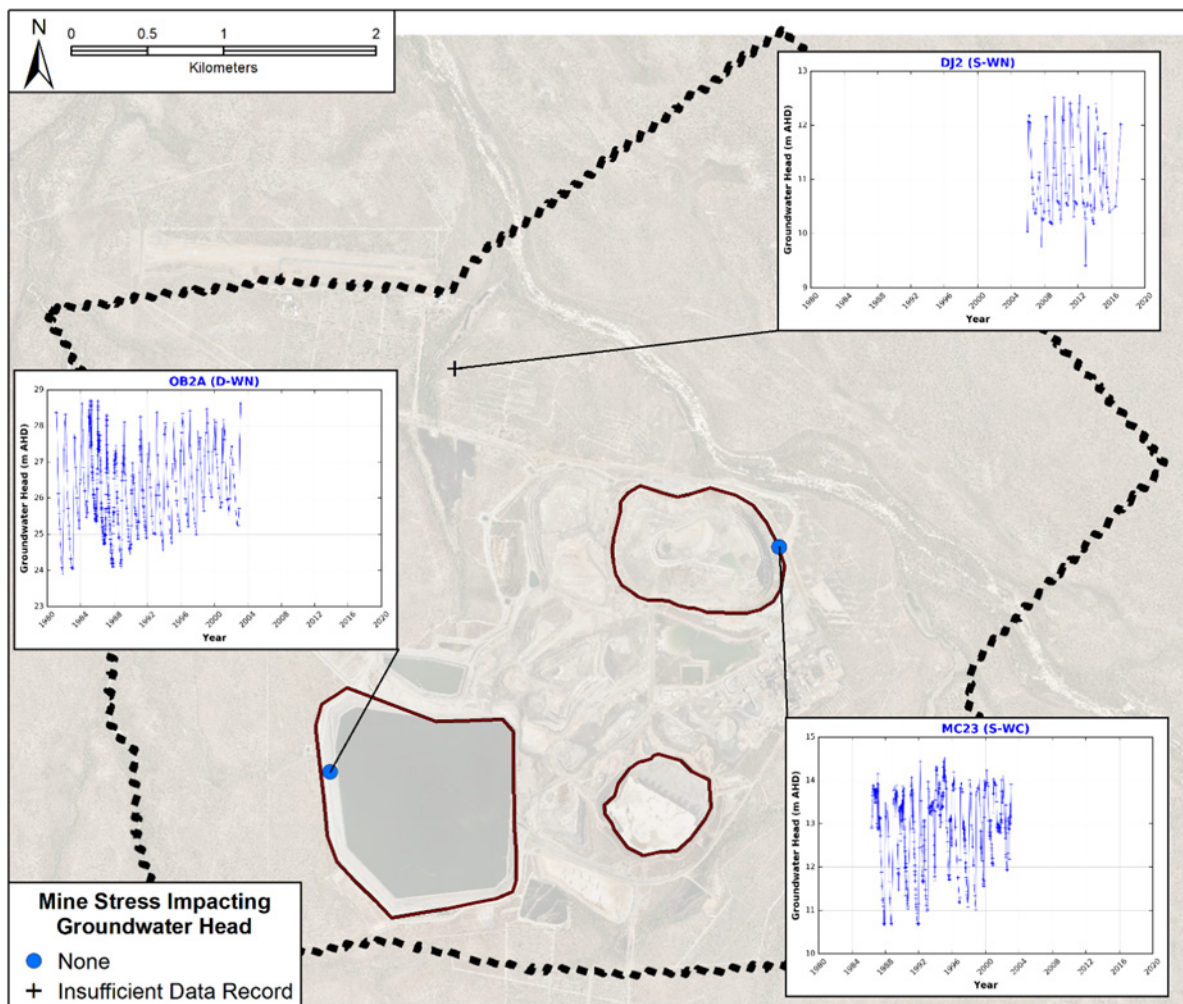 N
0 0.5 1 2
Kilometers
DJ2 (S-WN)
Groundwater Head (m AHD)
13
12
11
10
9
1980 1984 1988 1992 1996 2000 2004 2008 2012 2016 2020
Year
OB2A (D-WN)
Groundwater Head (m AHD)
29
28
27
26
25
24
23
1980 1984 1988 1992 1996 2000 2004 2008 2012 2016 2020
Year
MC23 (S-WC)
Groundwater Head (m AHD)
15
14
13
12
11
10
1980 1984 1988 1992 1996 2000 2004 2008 2012 2016 2020
Year
Mine Stress Impacting
Groundwater Head
None
Insufficient Data Record